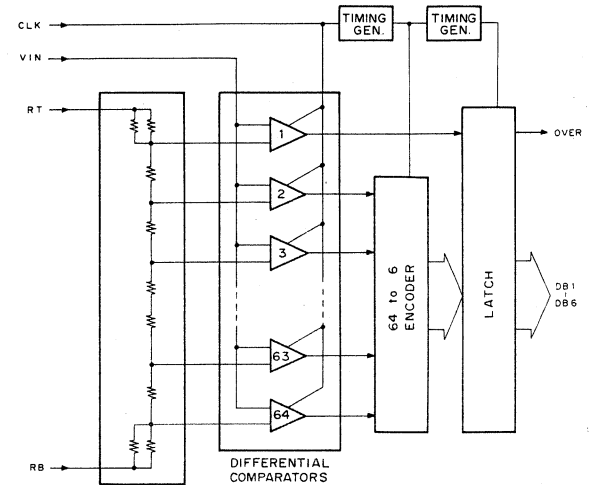 CLK
TIMING
GEN.
TIMING
GEN.
VIN
RT
1
OVER
2
3
64 to 6
ENCODER
LATCH
DB1
DB6
63
64
RB
DIFFERENTIAL
COMPARATORS